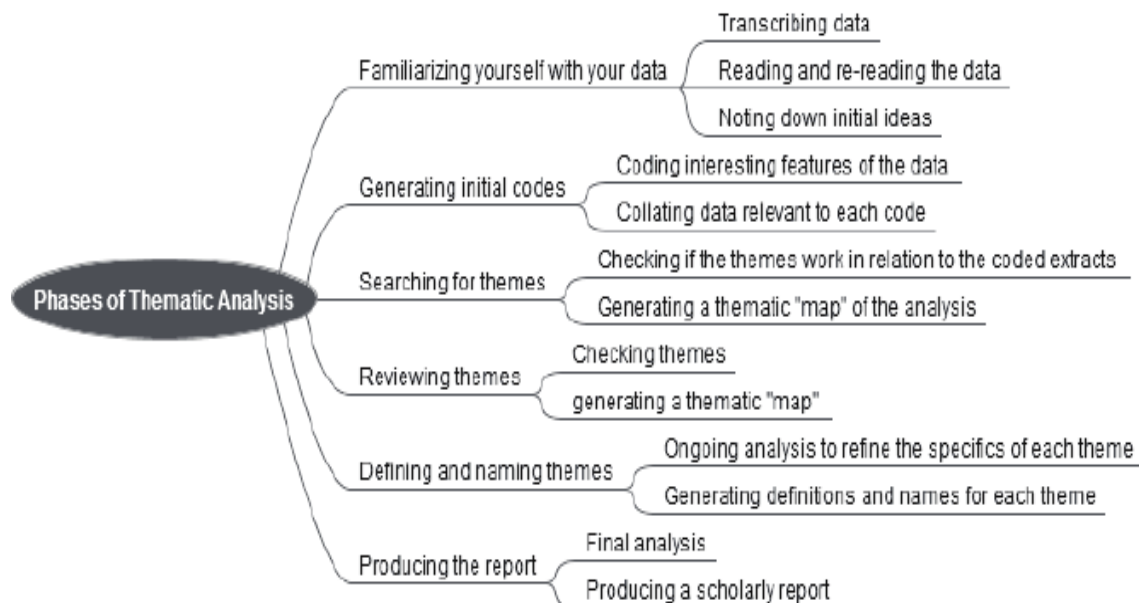 Phases of Thematic Analysis
Familiarizing yourself with your data
Transcribing data
Reading and re-reading the data
Noting down initial ideas
Generating initial codes
Coding interesting features of the data
Collating data relevant to each code
Searching for themes
Checking if the themes work in relation to the coded extracts
Generating a thematic "map" of the analysis
Reviewing themes
Checking themes
generating a thematic "map"
Defining and naming themes
Ongoing analysis to refine the specifics of each theme
Generating definitions and names for each theme
Producing the report
Final analysis
Producing a scholarly report